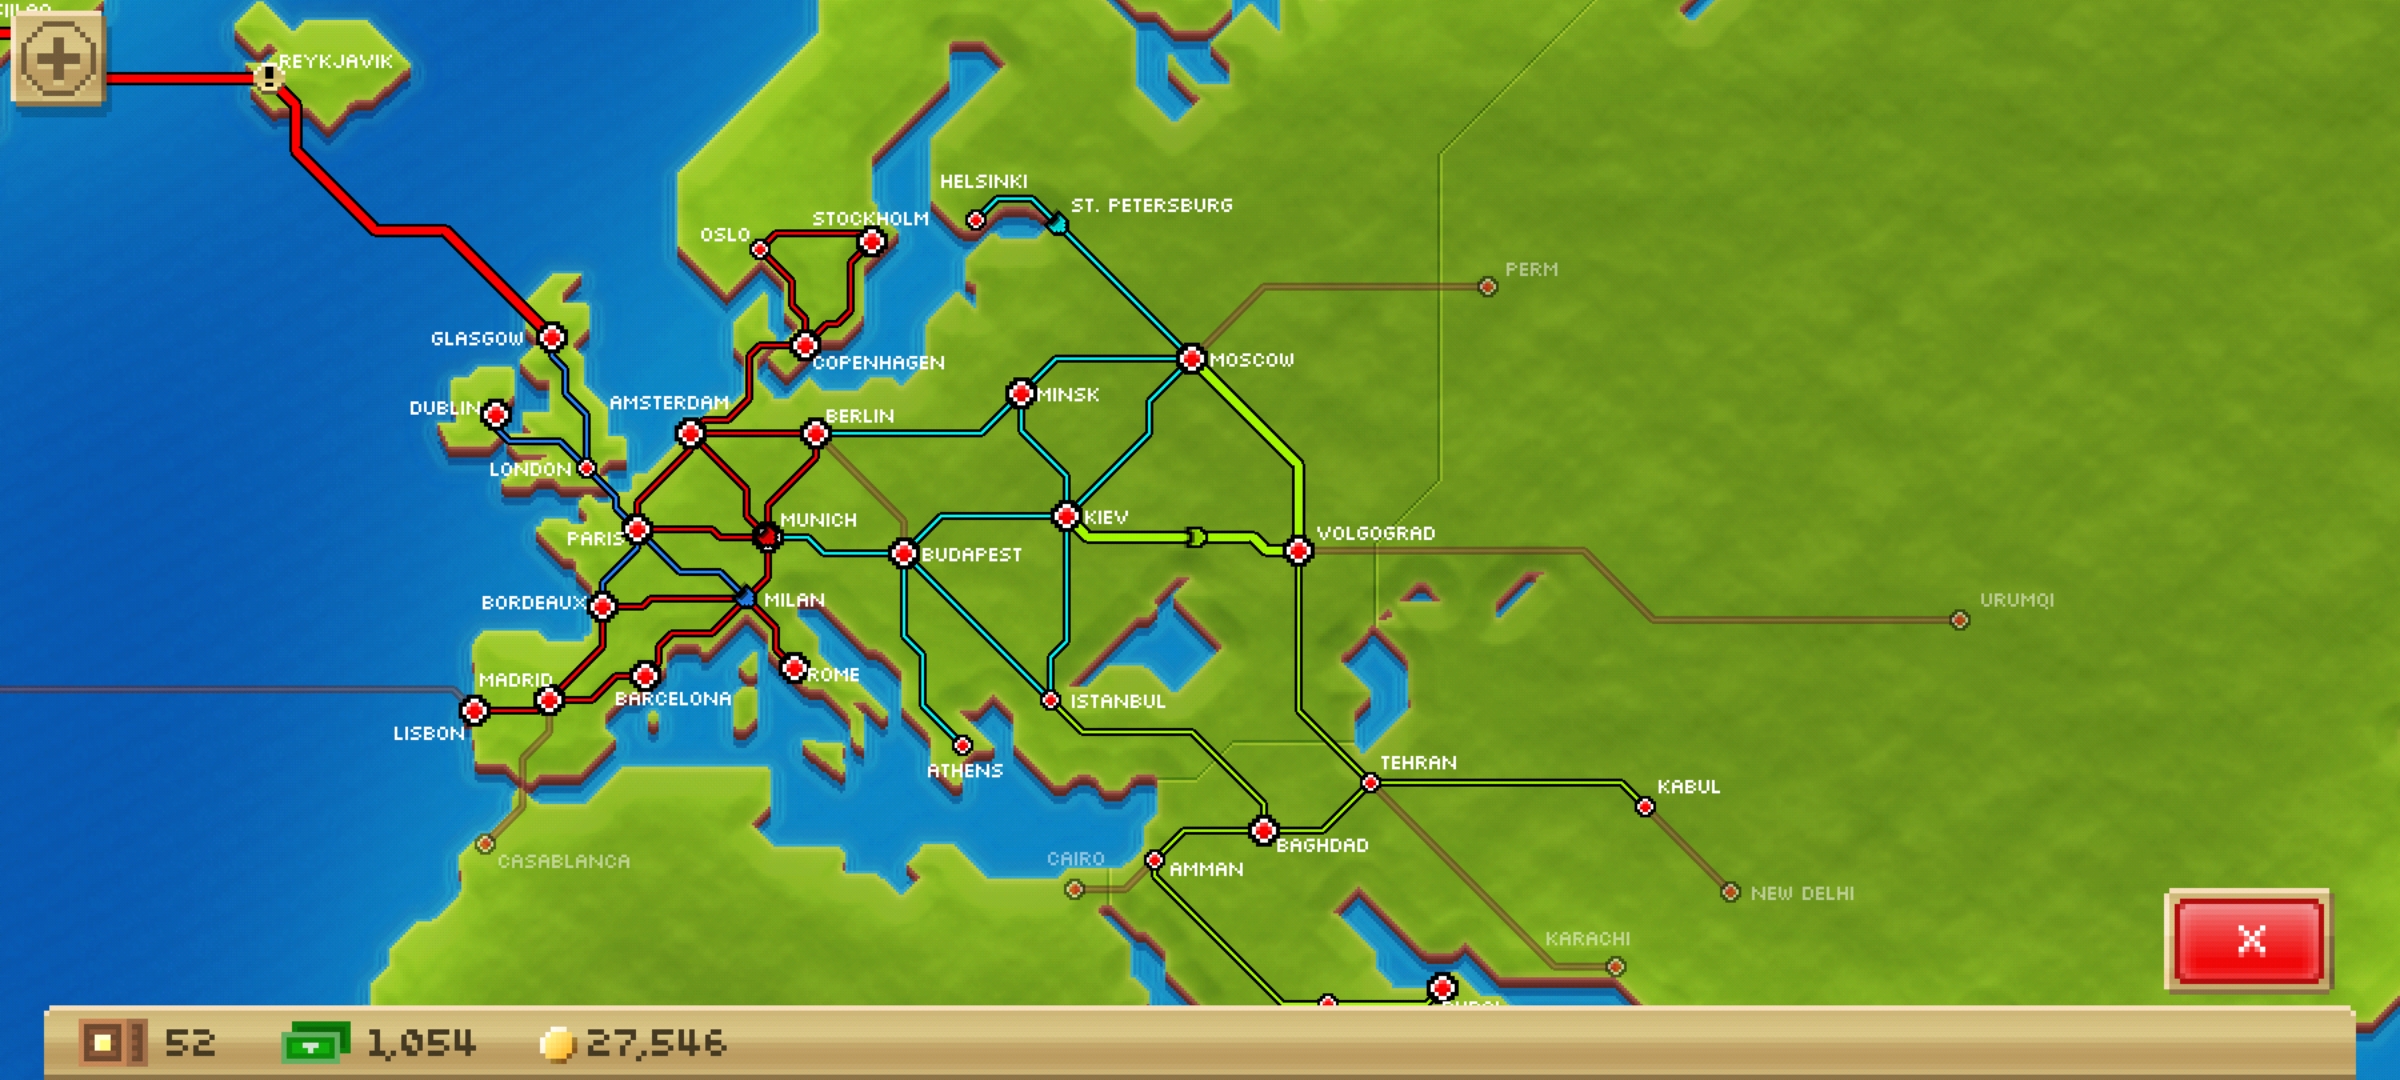 REYKJAVIK
HELSINKI
ST. PETERSBURG
STOCKHOLM
OSLO
PERM
GLASGOW
COPENHAGEN
MOSCOW
MINSK
AMSTERDAM
DUBLIN
BERLIN
LONDON
MUNICH
KIEV
VOLGOGRAD
PARIS
BUDAPEST
BORDEAUX
MILAN
URUMQI
MADRID
ROME
BARCELONA
ISTANBUL
LISBON
ATHENS
TEHRAN
KABUL
BAGHDAD
CASABLANCA
CAIRO
AMMAN
NEW DELHI
KARACHI
X
52
1,054
27,546